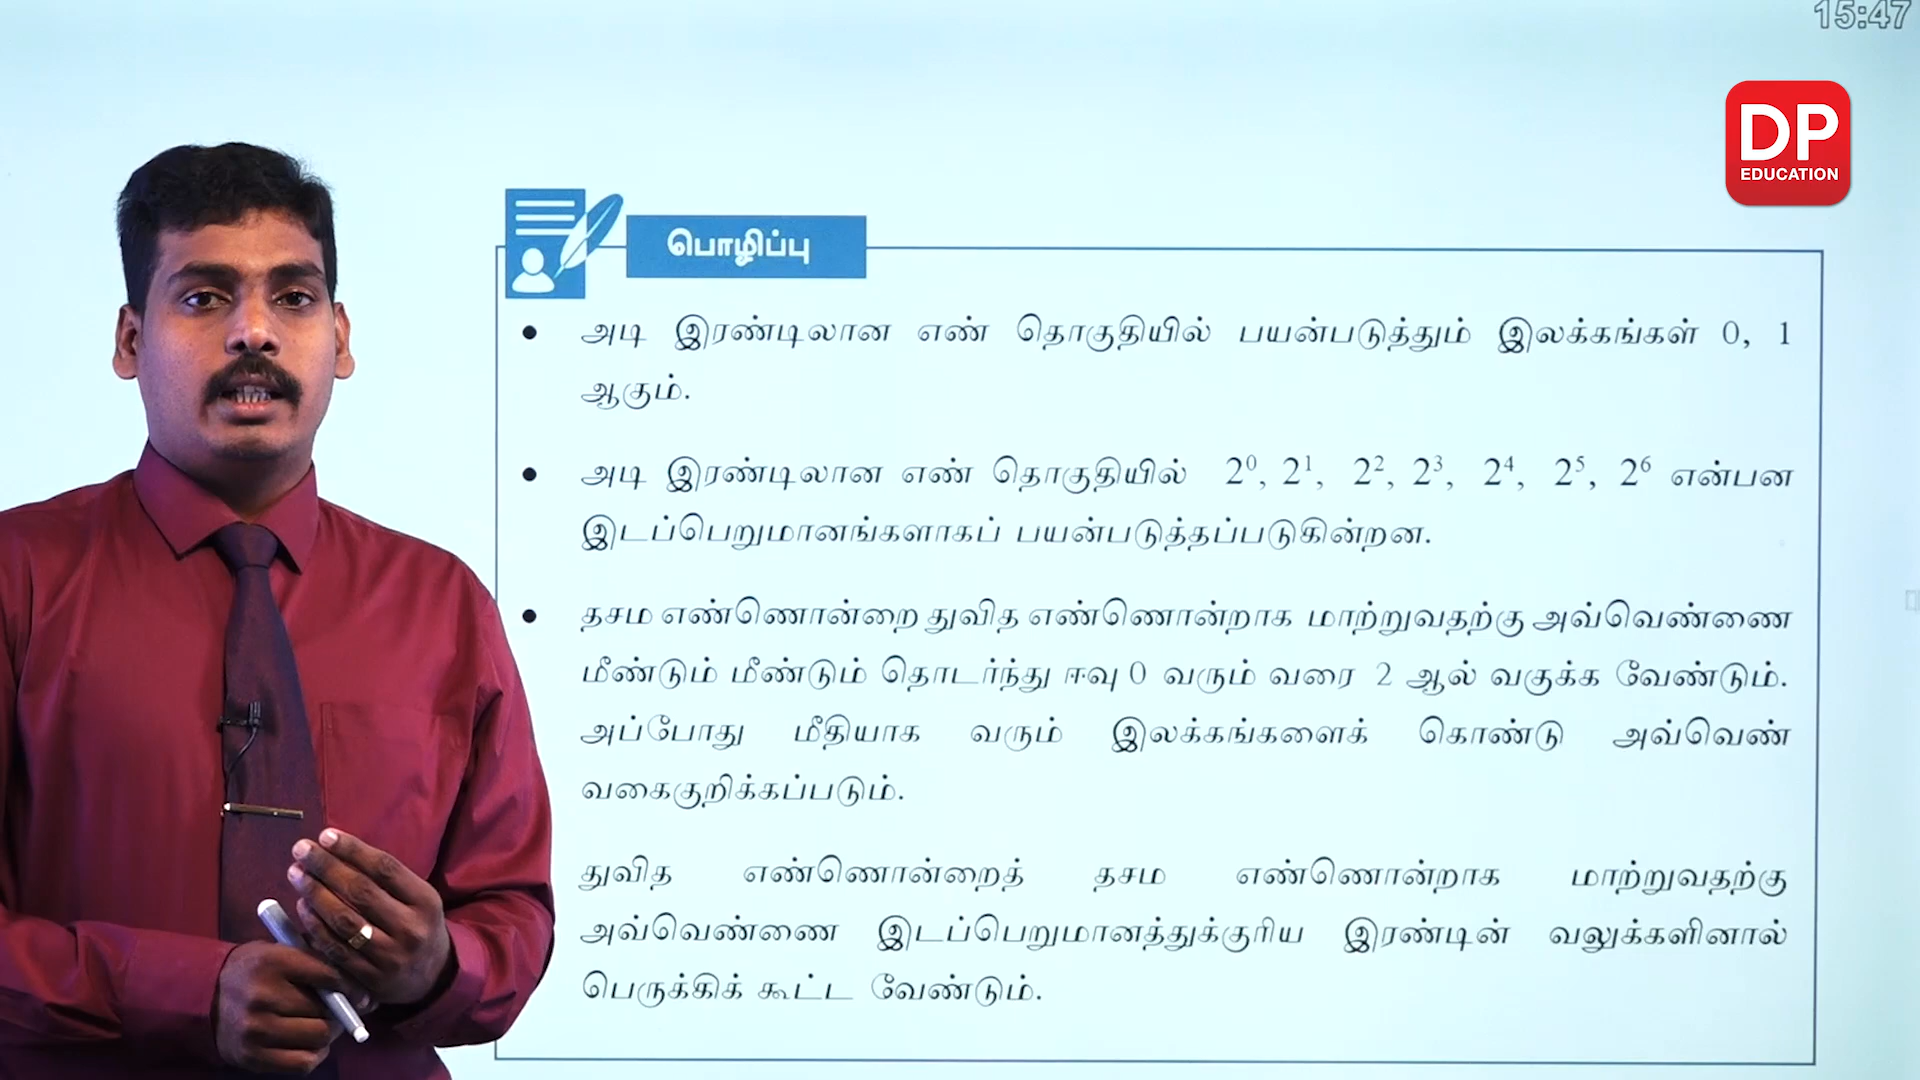 15:47
DP
EDUCATION
பொழிப்பு
• அடி இரண்டிலான எண் தொகுதியில் பயன்படுத்தும் இலக்கங்கள் 0, 1
ஆகும்.
• அடி இரண்டிலான எண் தொகுதியில் 2⁰, 2¹, 2², 2³, 2⁴, 2⁵, 2⁶ என்பன
இடப்பெறுமானங்களாகப் பயன்படுத்தப்படுகின்றன.
• தசம எண்ணொன்றை துவித எண்ணொன்றாக மாற்றுவதற்கு அவ்வெண்ணை
மீண்டும் மீண்டும் தொடர்ந்து ஈவு 0 வரும் வரை 2 ஆல் வகுக்க வேண்டும்.
அப்போது மீதியாக வரும் இலக்கங்களைக் கொண்டு அவ்வெண்
வகைகுறிக்கப்படும்.
துவித எண்ணொன்றைத் தசம எண்ணொன்றாக மாற்றுவதற்கு
அவ்வெண்ணை இடப்பெறுமானத்துக்குரிய இரண்டின் வலுக்களினால்
பெருக்கிக் கூட்ட வேண்டும்.